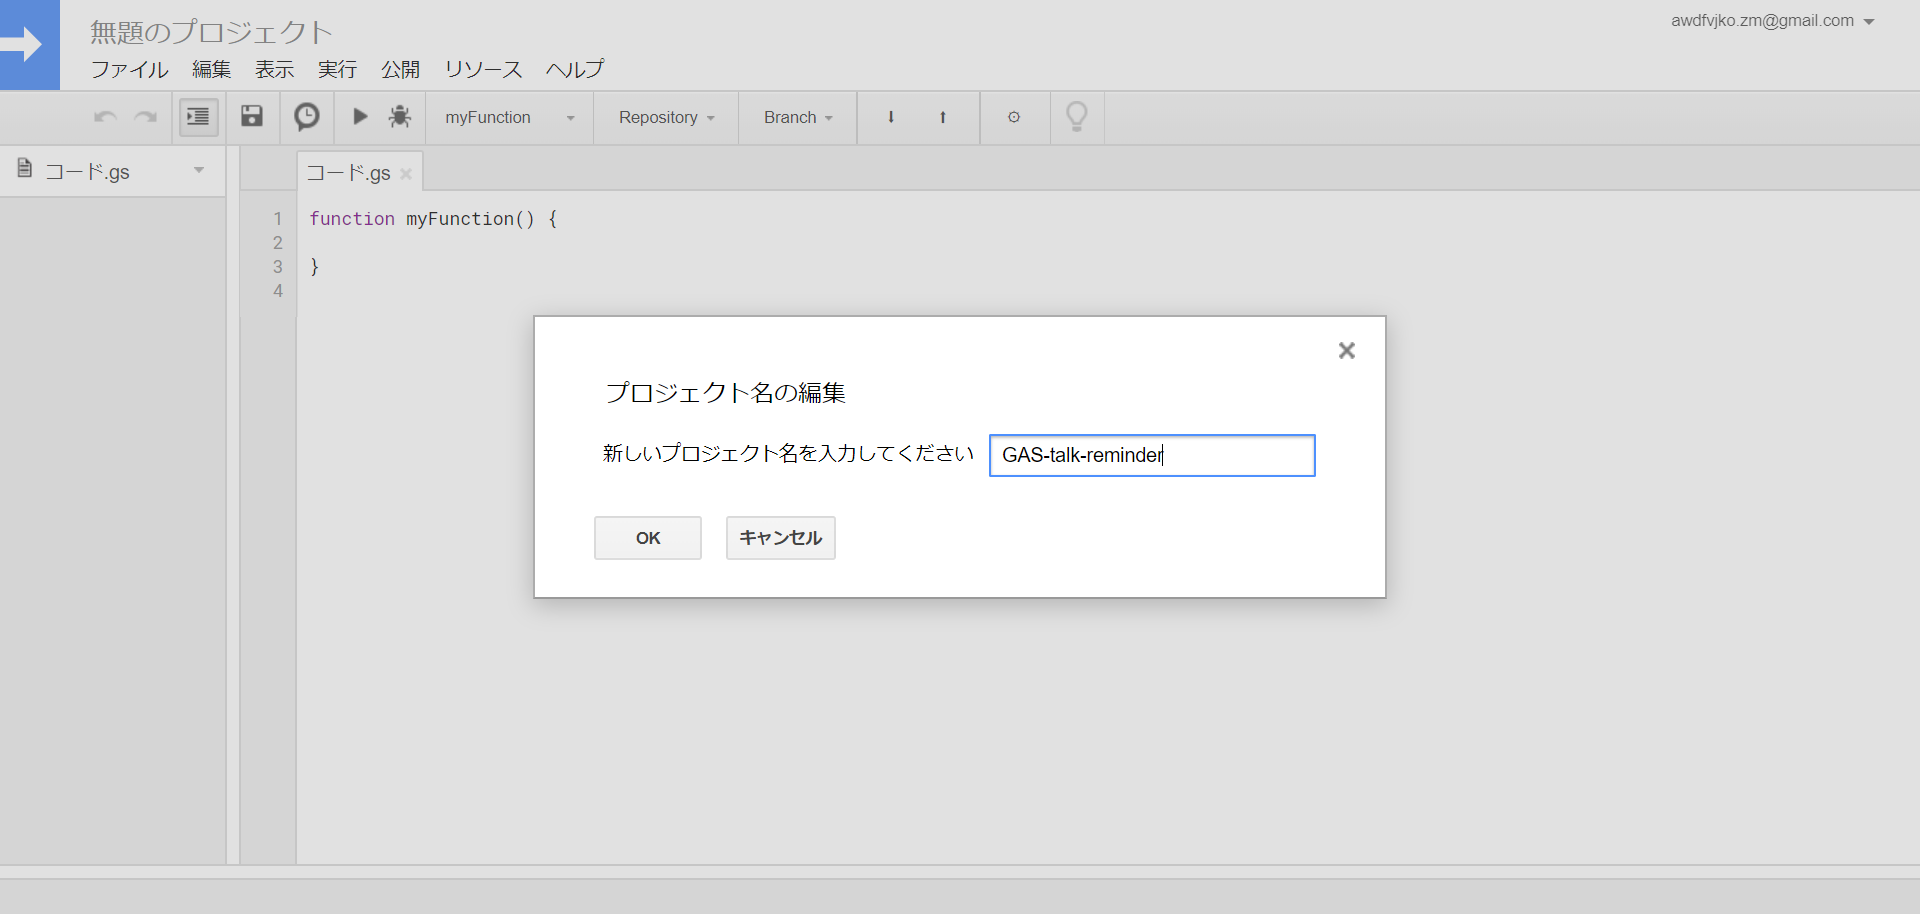 無題のプロジェクト
awdfvjko.zm@gmail.com
ファイル 編集 表示 実行 公開 リソース ヘルプ
myFunction Repository Branch
コード.gs
コード.gs
1 function myFunction() {
2
3 }
4
プロジェクト名の編集
新しいプロジェクト名を入力してください GAS-talk-reminder
OK キャンセル